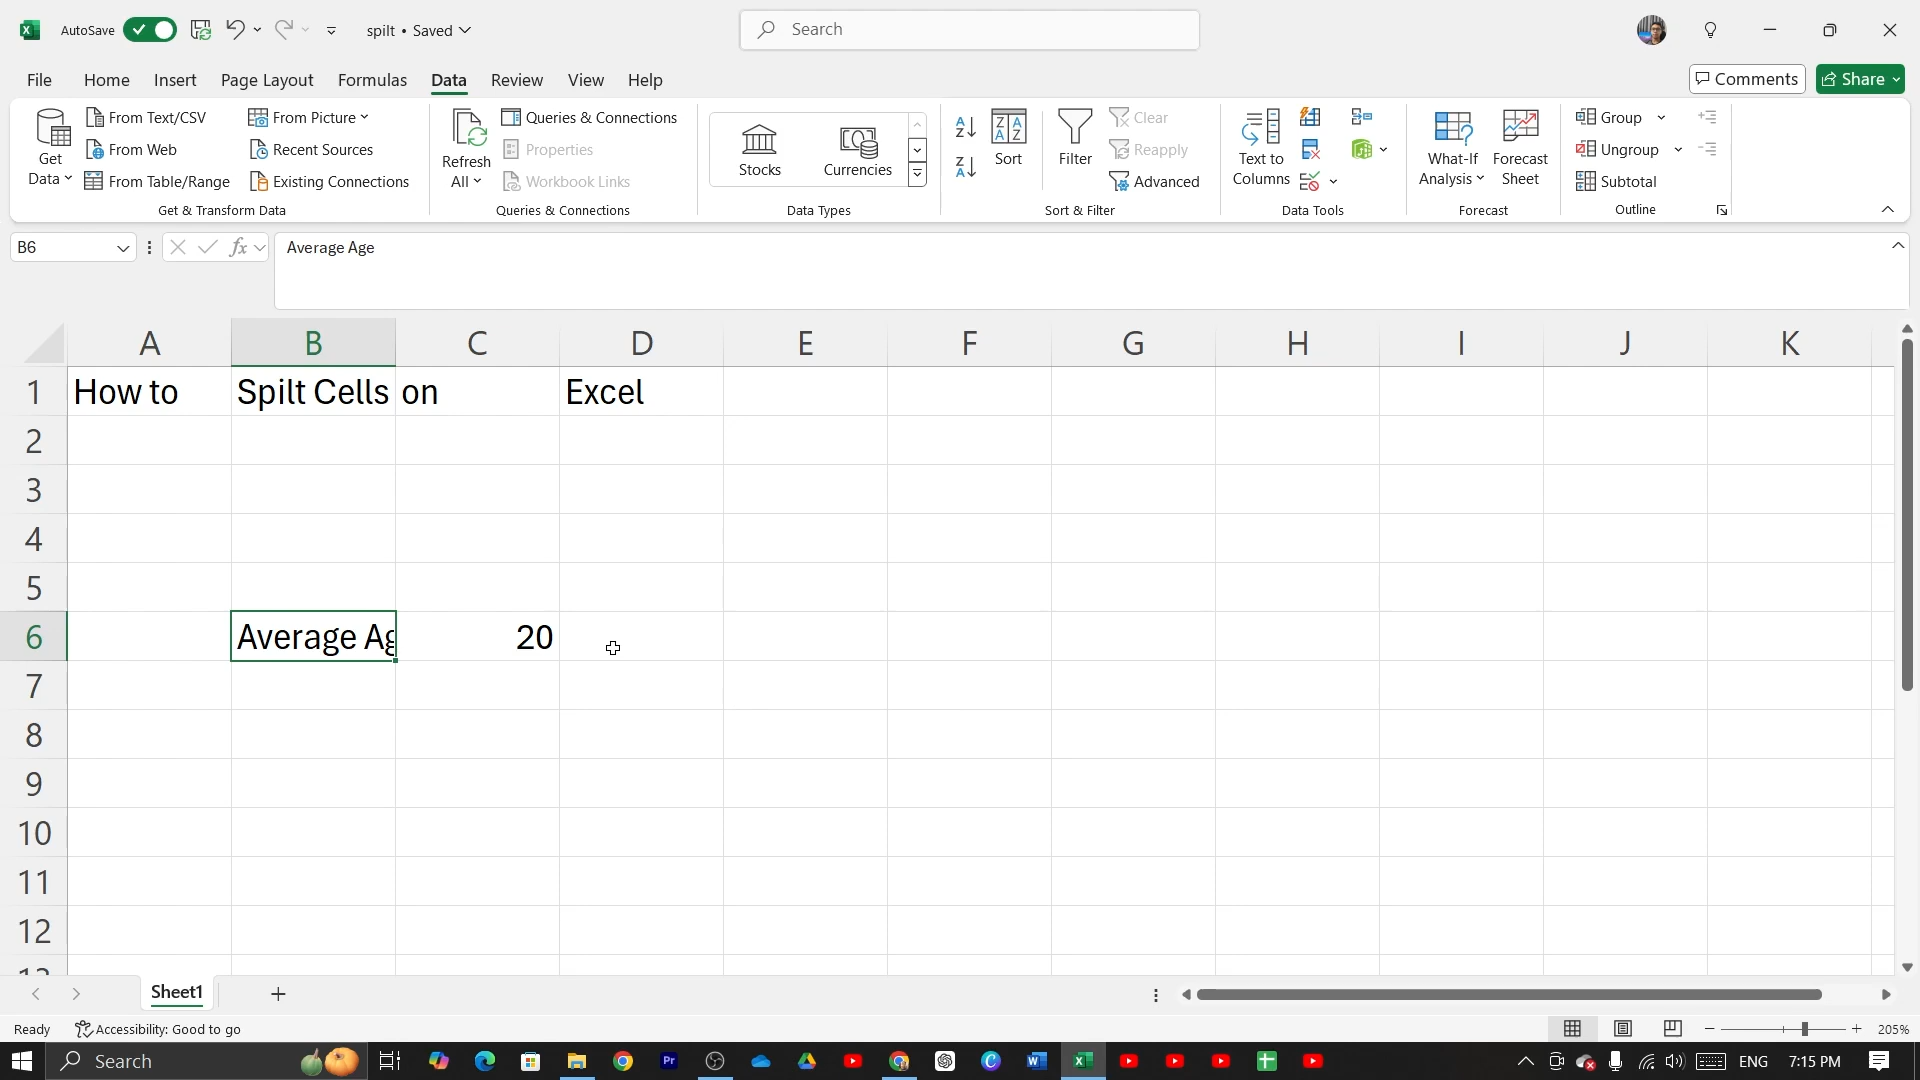 AutoSave
spilt • Saved
Search
File Home Insert Page Layout Formulas Data Review View Help
Comments
Share
Get Data
From Text/CSV
From Web
From Table/Range
From Picture
Recent Sources
Existing Connections
Get & Transform Data
Refresh All
Queries & Connections
Properties
Workbook Links
Queries & Connections
Stocks
Currencies
Data Types
Sort
Filter
Clear
Reapply
Advanced
Sort & Filter
Text to Columns
Data Tools
What-If Analysis
Forecast Sheet
Forecast
Group
Ungroup
Subtotal
Outline
B6
fx
Average Age
A B C D E F G H I J K
1 How to Spilt Cells on Excel
2
3
4
5
6 Average Ag 20
7
8
9
10
11
12
13
Sheet1
Ready
Accessibility: Good to go
205%
Search
ENG
7:15 PM